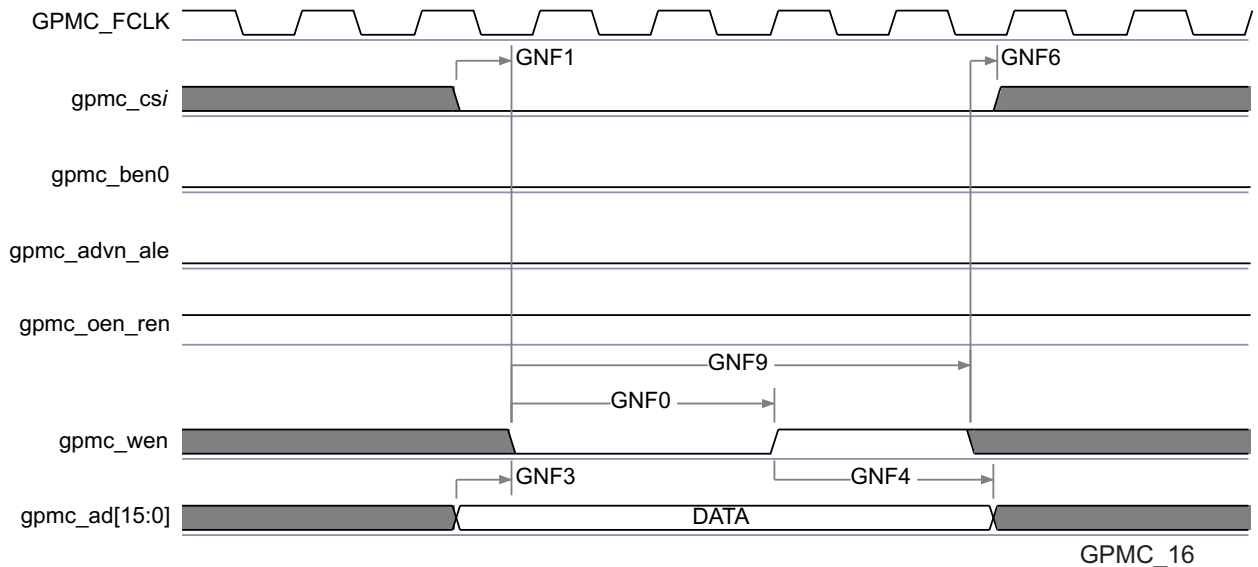 GPMC_FCLK
GNF1
GNF6
gpmc_csi
gpmc_ben0
gpmc_advn_ale
gpmc_oen_ren
GNF9
GNF0
gpmc_wen
GNF3
GNF4
gpmc_ad[15:0]
DATA
GPMC_16